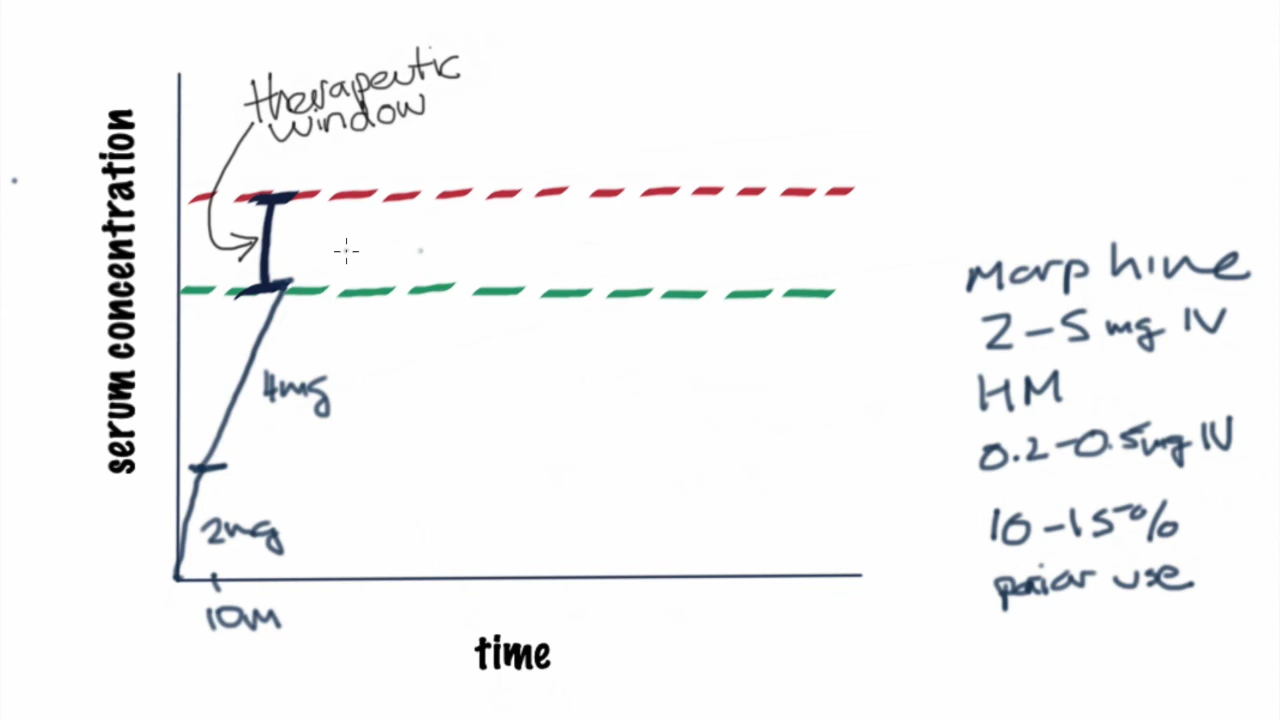 therapeutic
window
serum concentration
4mg
2mg
10m
time
Morphine
2-5 mg IV
HM
0.2-0.5mg IV
10-15%
prior use